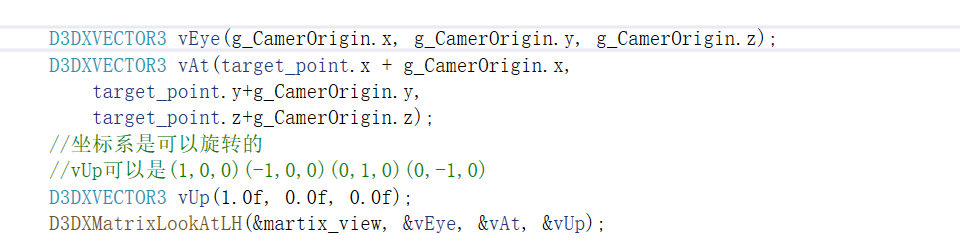 D3DXVECTOR3 vEye(g_CamerOrigin.x, g_CamerOrigin.y, g_CamerOrigin.z);
D3DXVECTOR3 vAt(target_point.x + g_CamerOrigin.x,
target_point.y+g_CamerOrigin.y,
target_point.z+g_CamerOrigin.z);
//坐标系是可以旋转的
//vUp可以是(1,0,0)(-1,0,0)(0,1,0)(0,-1,0)
D3DXVECTOR3 vUp(1.0f, 0.0f, 0.0f);
D3DXMatrixLookAtLH(&martix_view, &vEye, &vAt, &vUp);